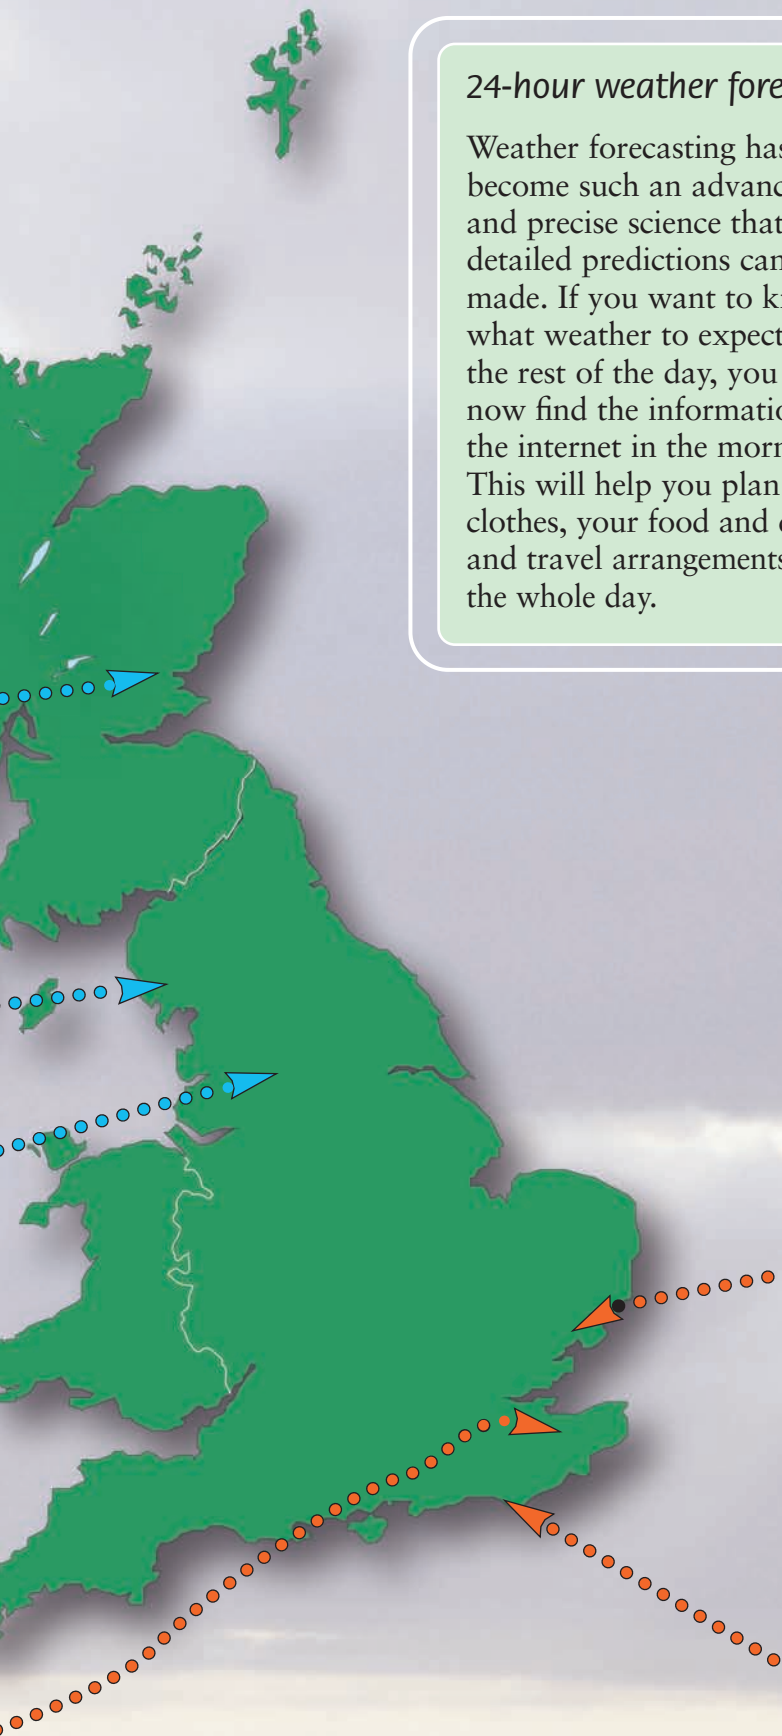 24-hour weather fore
Weather forecasting has
become such an advanc
and precise science that
detailed predictions can
made. If you want to k
what weather to expect
the rest of the day, you
now find the informatio
the internet in the morn
This will help you plan
clothes, your food and
and travel arrangements
the whole day.